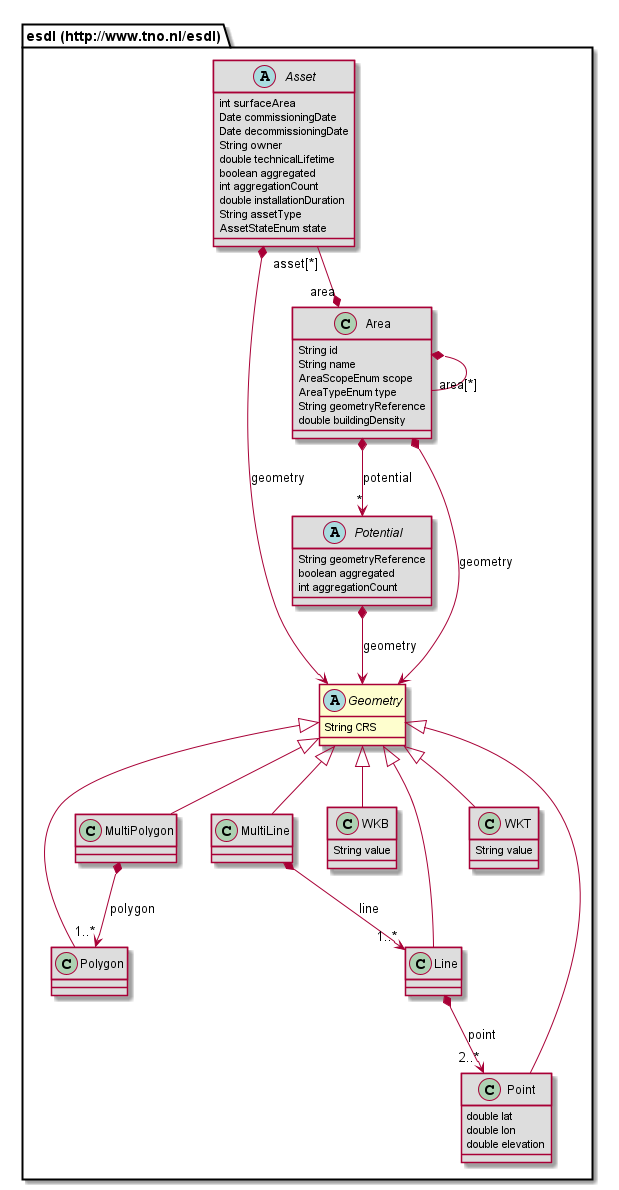 esdl (http://www.tno.nl/esdl)
A Asset
int surfaceArea
Date commissioningDate
Date decommissioningDate
String owner
double technicalLifetime
boolean aggregated
int aggregationCount
double installationDuration
String assetType
AssetStateEnum state
asset[*]
area
C Area
String id
String name
AreaScopeEnum scope
AreaTypeEnum type
String geometryReference
double buildingDensity
area[*]
geometry
potential
*
geometry
A Potential
String geometryReference
boolean aggregated
int aggregationCount
geometry
A Geometry
String CRS
C MultiPolygon
C MultiLine
C WKB
String value
C WKT
String value
polygon
1..*
line
1..*
C Polygon
C Line
point
2..*
C Point
double lat
double lon
double elevation